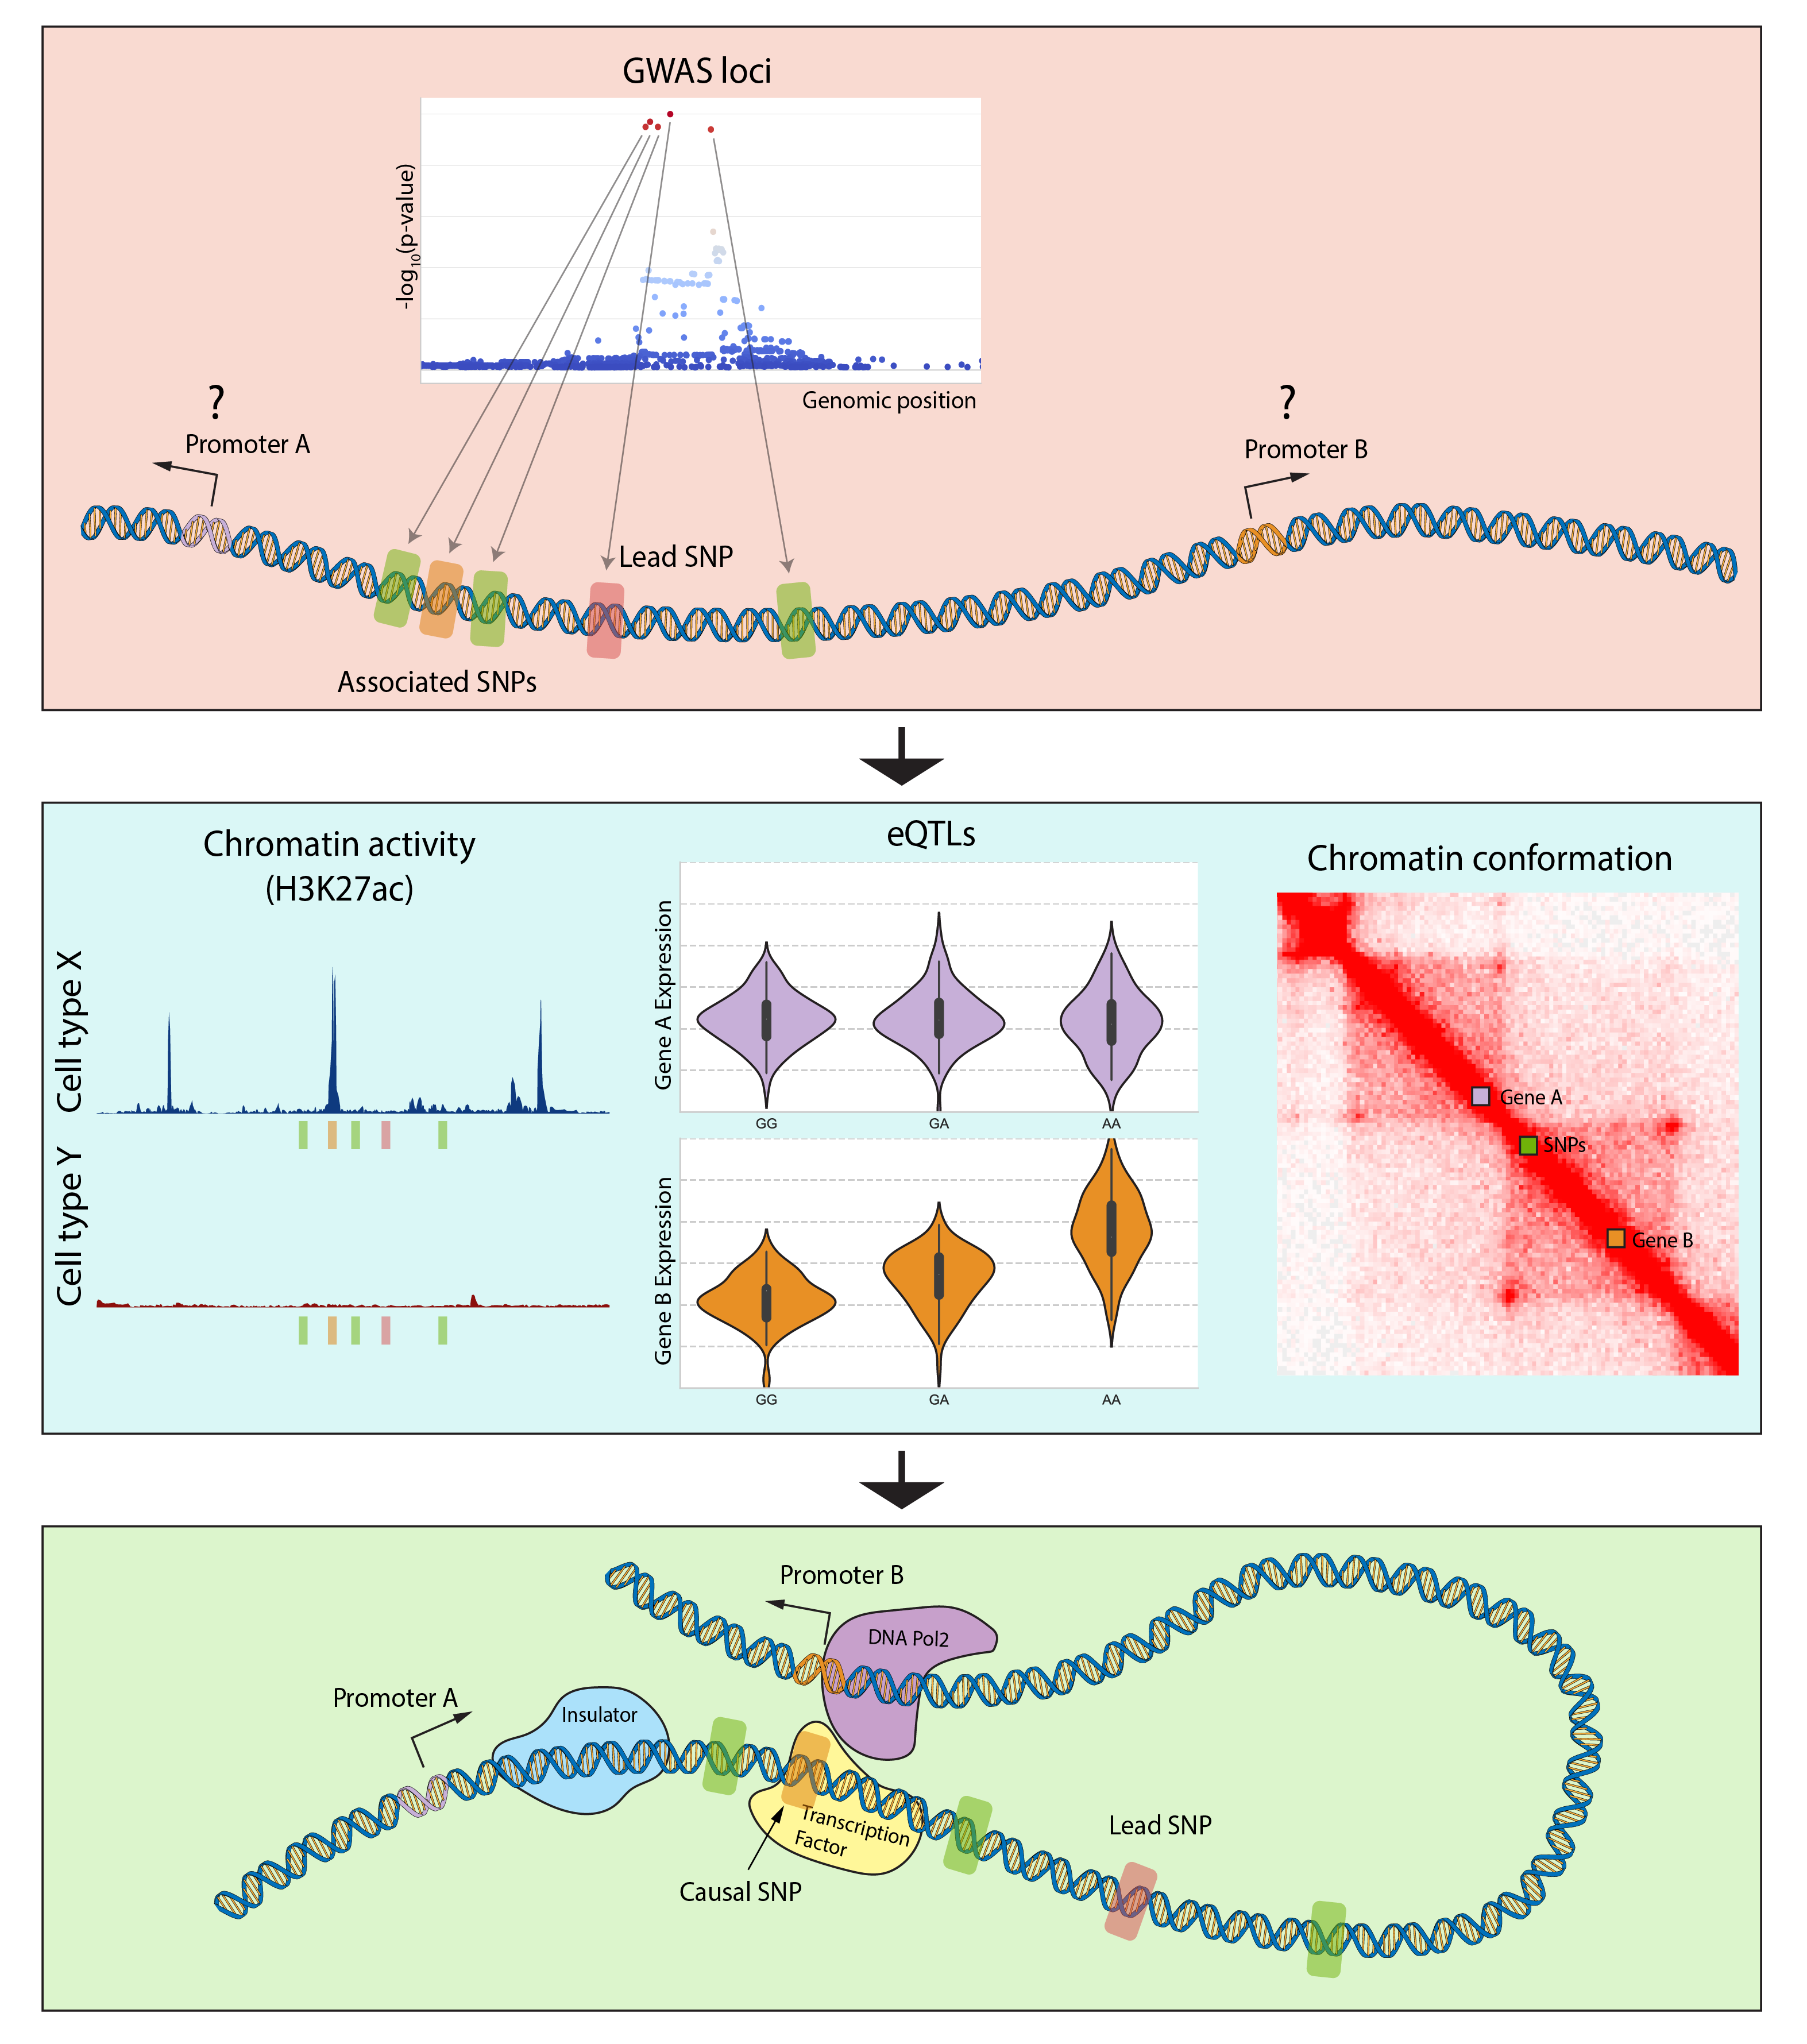 GWAS loci
-log10(p-value)
Genomic position
?
Promoter A
?
Promoter B
Lead SNP
Associated SNPs
Chromatin activity
(H3K27ac)
Cell type X
Cell type Y
eQTLs
Gene A Expression
GG GA AA
Gene B Expression
GG GA AA
Chromatin conformation
Gene A
SNPs
Gene B
Promoter B
DNA Pol2
Promoter A
Insulator
Transcription
Factor
Causal SNP
Lead SNP